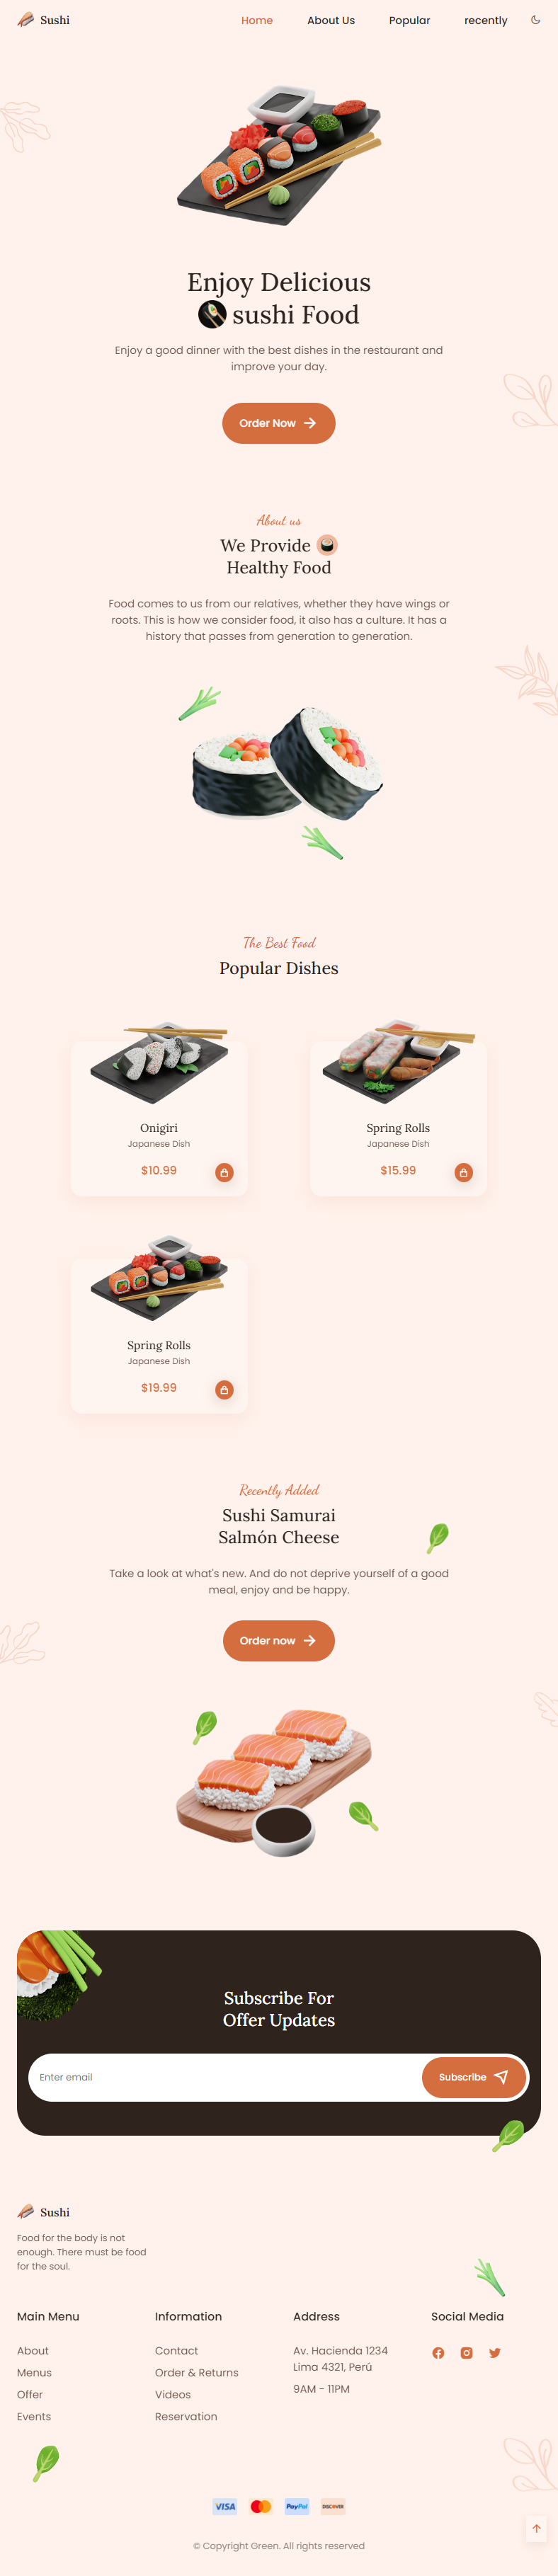 Sushi
Home
About Us
Popular
recently
Enjoy Delicious
sushi Food
Enjoy a good dinner with the best dishes in the restaurant and
improve your day.
Order Now
About us
We Provide
Healthy Food
Food comes to us from our relatives, whether they have wings or
roots. This is how we consider food, it also has a culture. It has a
history that passes from generation to generation.
The Best Food
Popular Dishes
Onigiri
Japanese Dish
$10.99
Spring Rolls
Japanese Dish
$15.99
Spring Rolls
Japanese Dish
$19.99
Recently Added
Sushi Samurai
Salmón Cheese
Take a look at what's new. And do not deprive yourself of a good
meal, enjoy and be happy.
Order now
Subscribe For
Offer Updates
Enter email
Subscribe
Sushi
Food for the body is not
enough. There must be food
for the soul.
Main Menu
About
Menus
Offer
Events
Information
Contact
Order & Returns
Videos
Reservation
Address
Av. Hacienda 1234
Lima 4321, Perú
9AM - 11PM
Social Media
VISA
PayPal
DISCOVER
© Copyright Green. All rights reserved